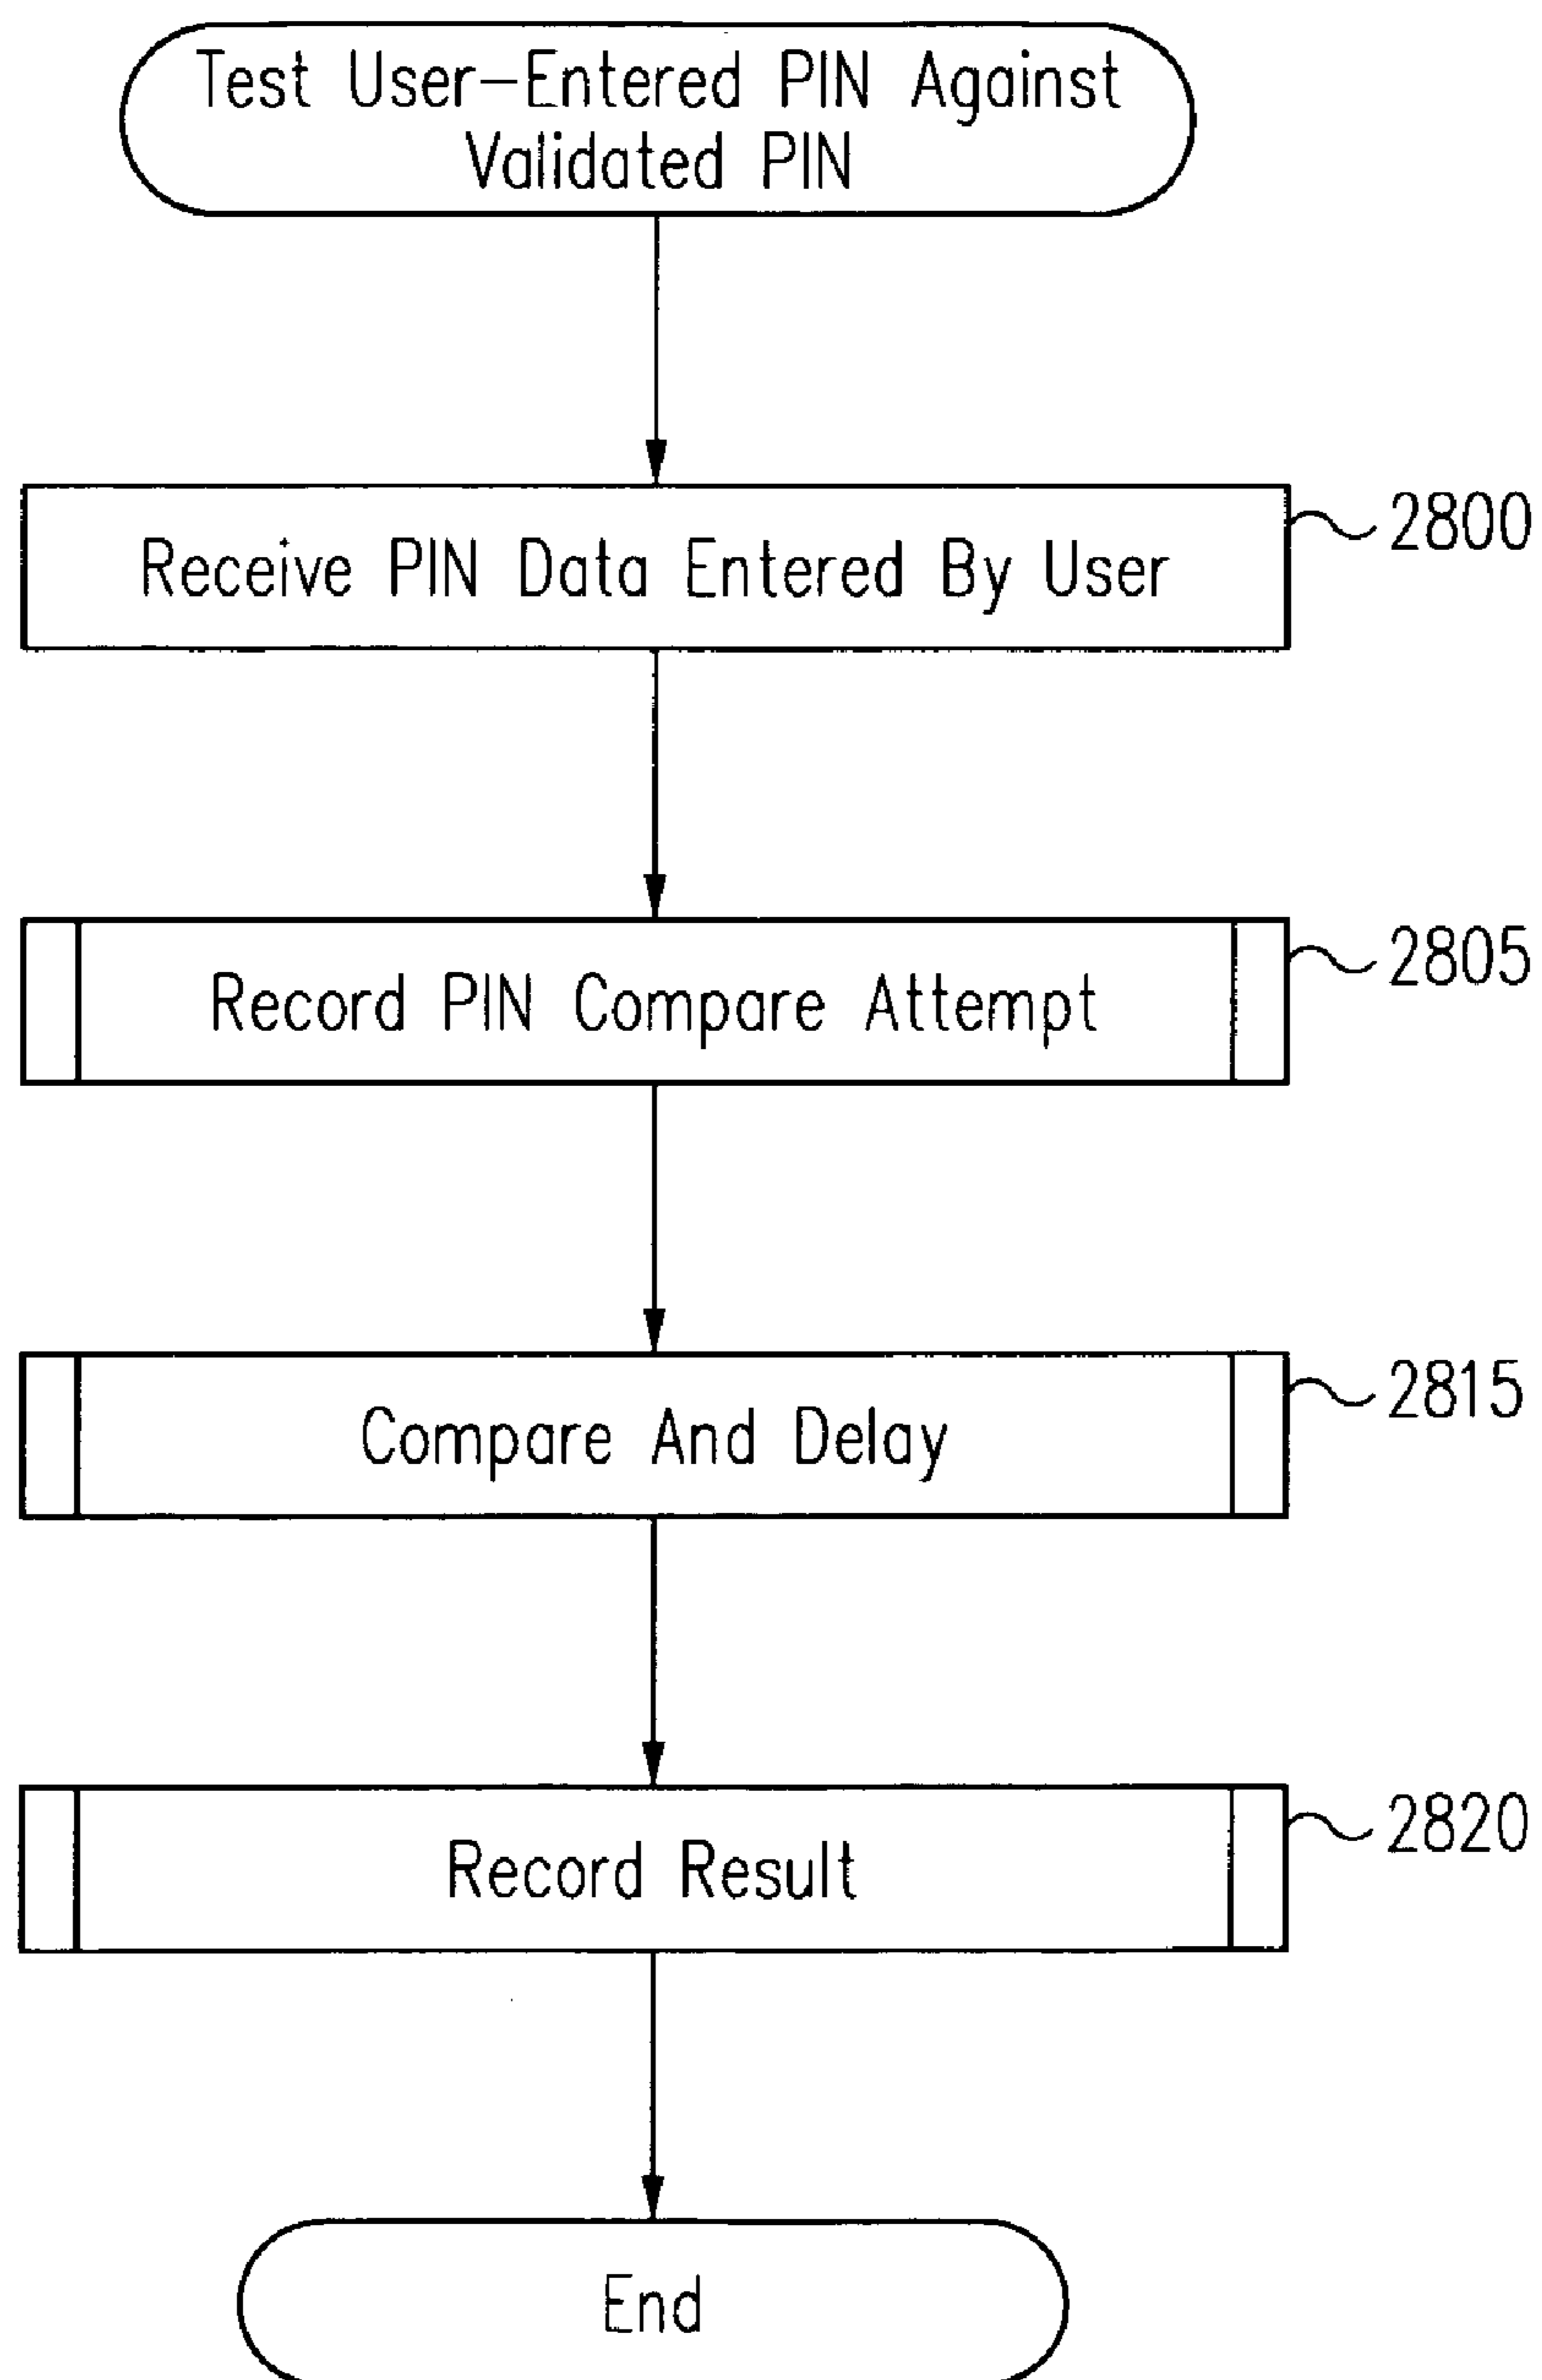 Test User-Entered PIN Against
Validated PIN
Receive PIN Data Entered By User
2800
Record PIN Compare Attempt
2805
Compare And Delay
2815
Record Result
2820
End